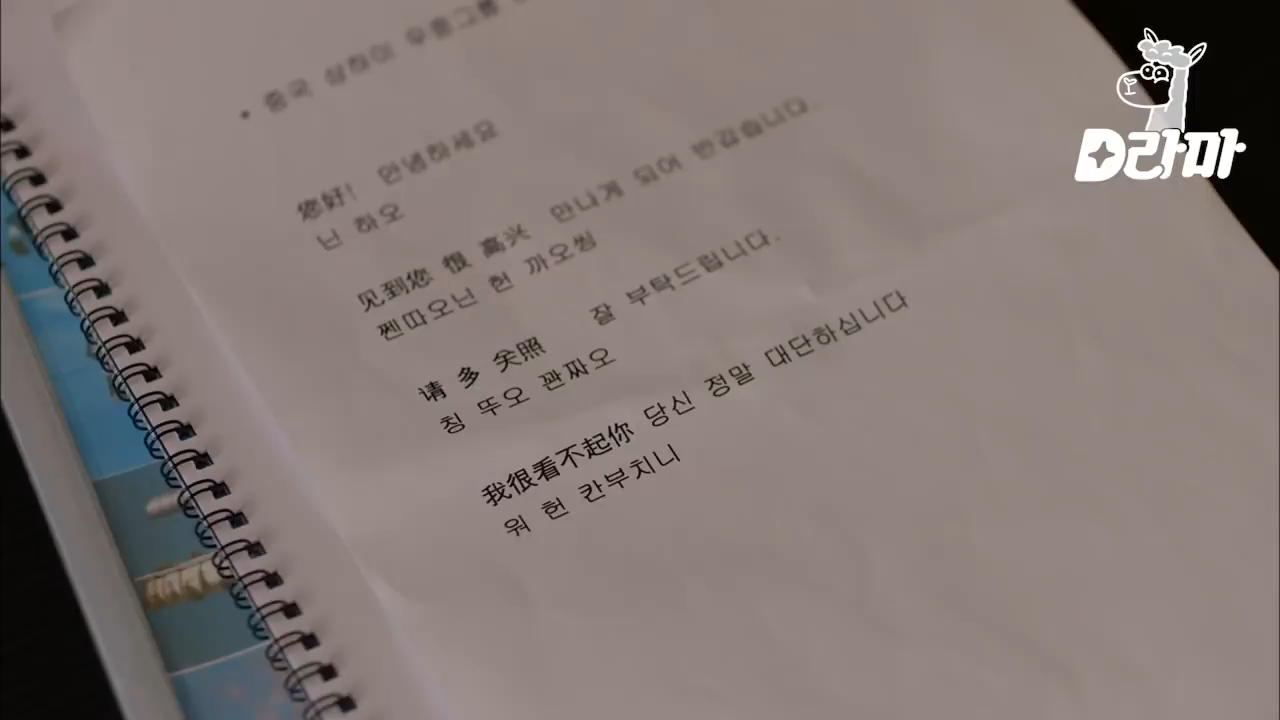 • 중국 상하이 우흥그룹
您好! 안녕하세요
닌 하오
见到您 很 高兴 만나게 되어 반갑습니다.
쩬따오닌 헌 까오씽
请 多 关照 잘 부탁드립니다.
칭 뚜오 꽌짜오
我很看不起你 당신 정말 대단하십니다
워 헌 칸부치니
D라마